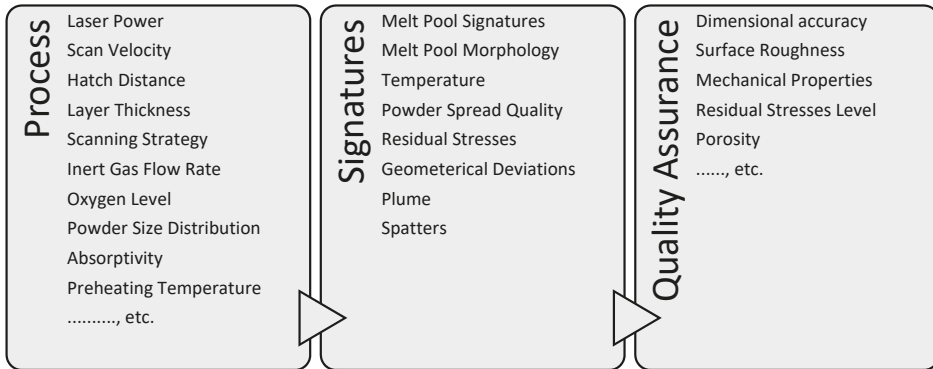 Process
Laser Power
Scan Velocity
Hatch Distance
Layer Thickness
Scanning Strategy
Inert Gas Flow Rate
Oxygen Level
Powder Size Distribution
Absorptivity
Preheating Temperature
.........., etc.
Signatures
Melt Pool Signatures
Melt Pool Morphology
Temperature
Powder Spread Quality
Residual Stresses
Geometerical Deviations
Plume
Spatters
Quality Assurance
Dimensional accuracy
Surface Roughness
Mechanical Properties
Residual Stresses Level
Porosity
......, etc.